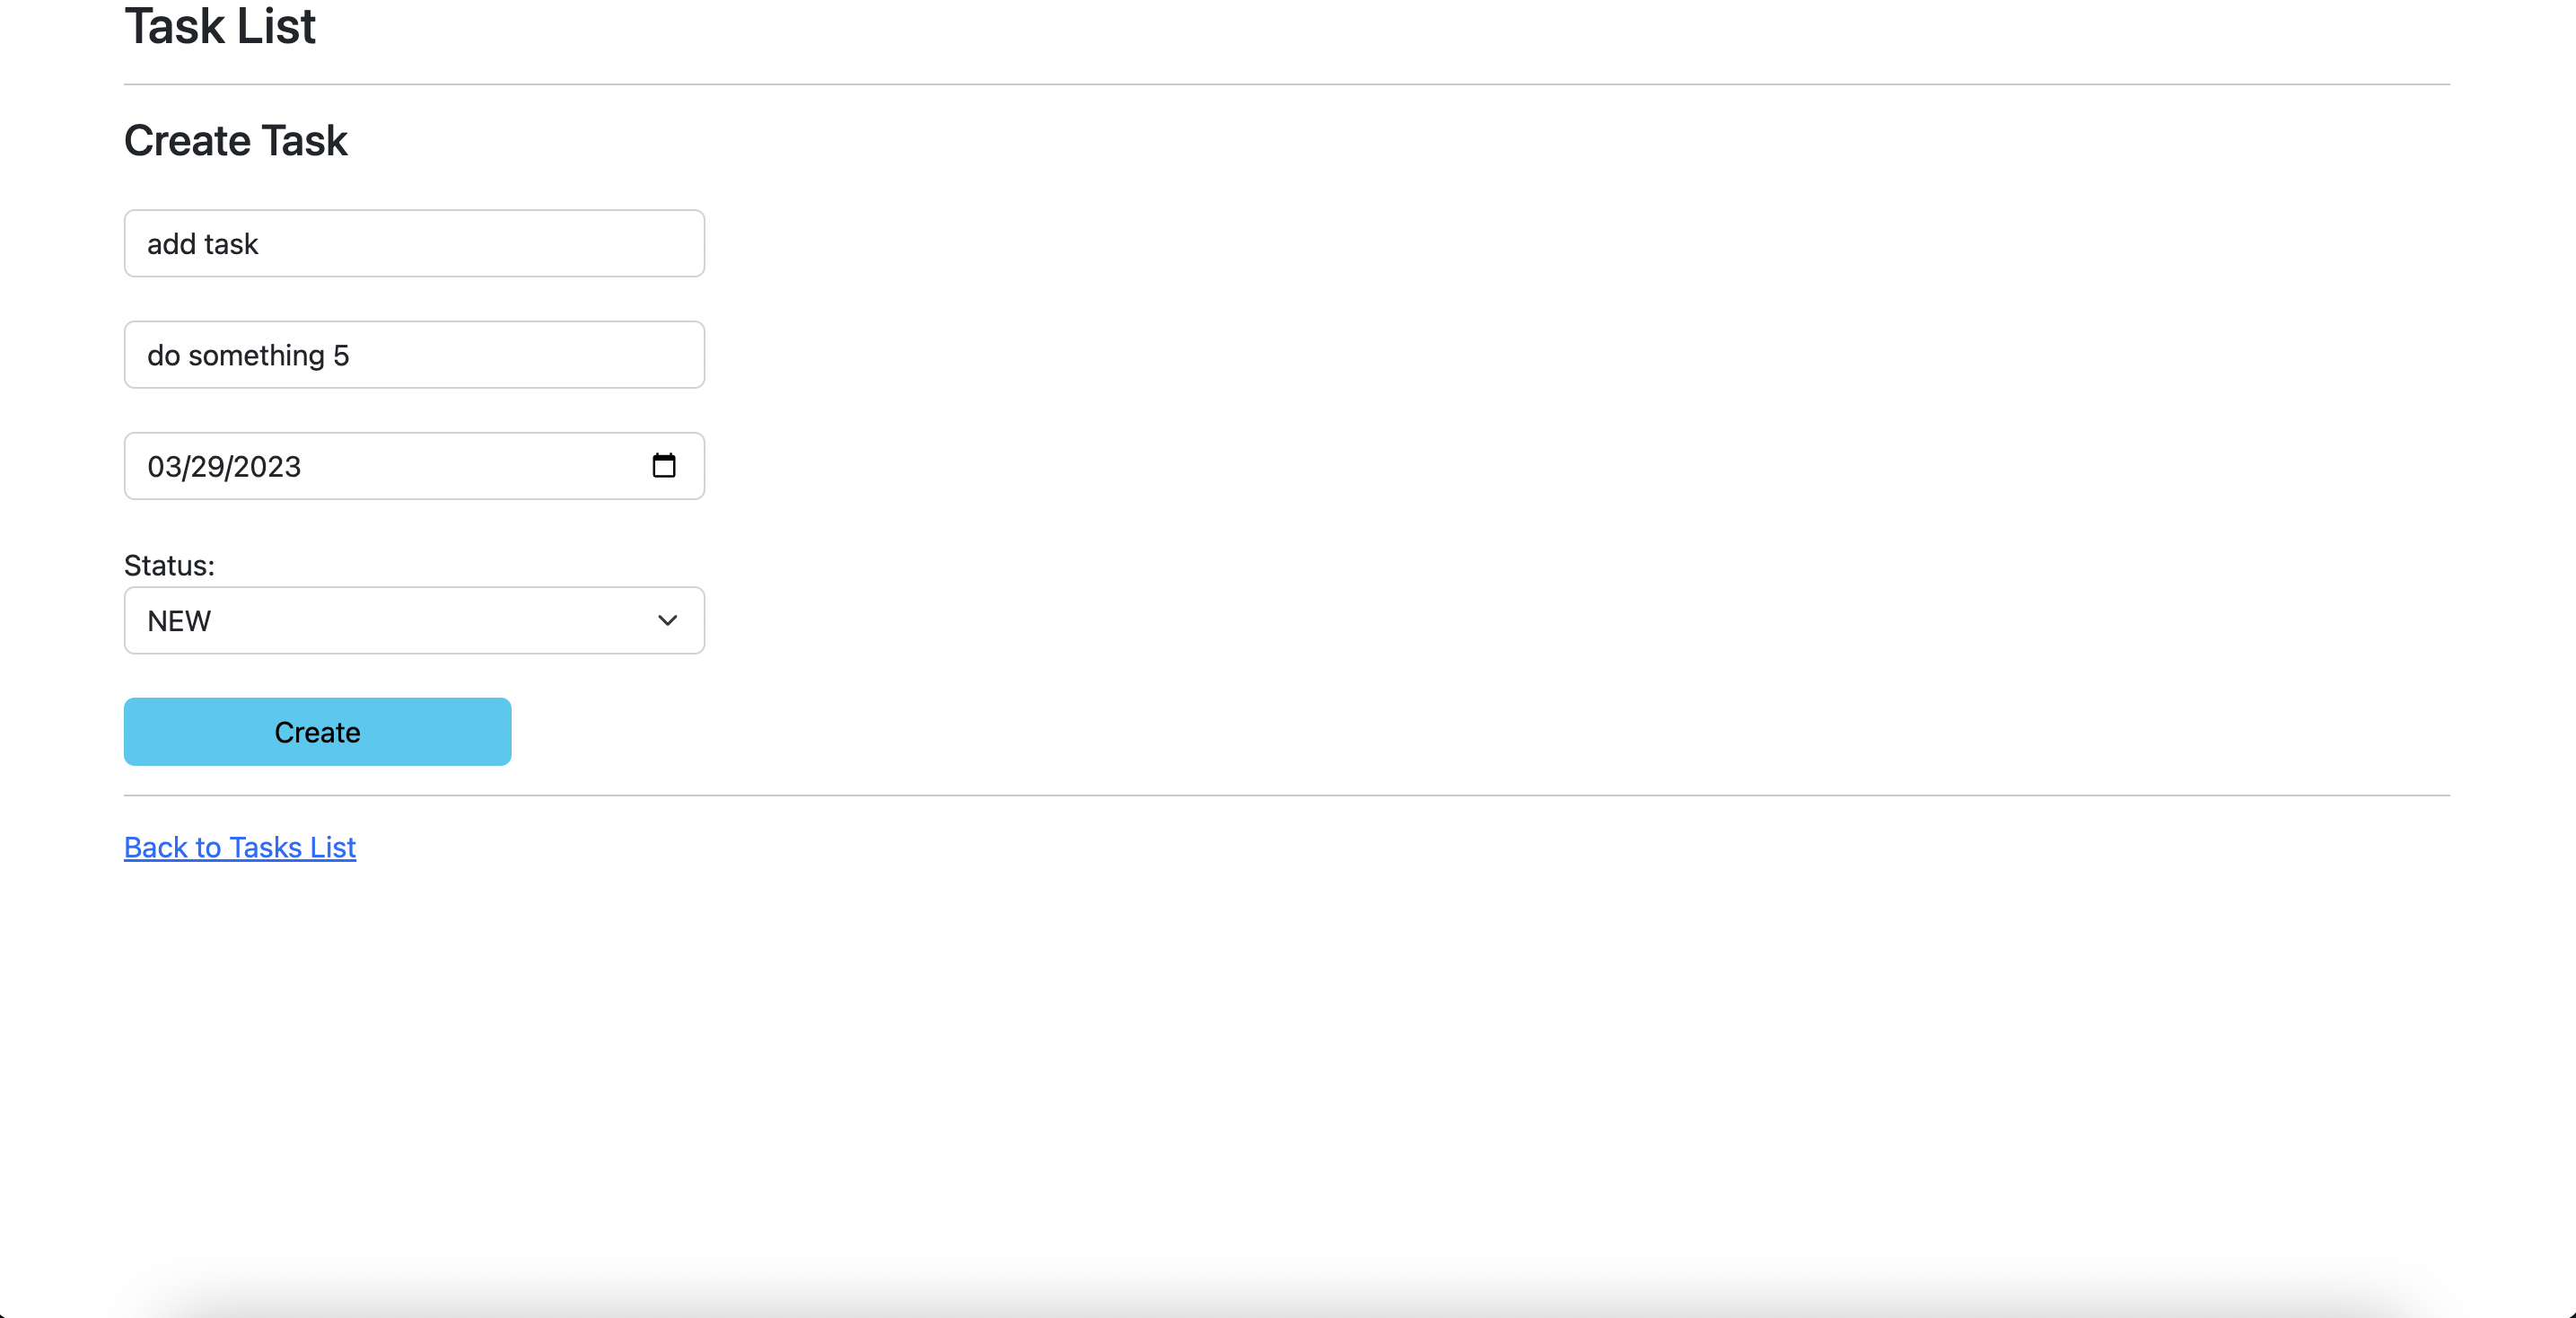 Task List
Create Task
add task
do something 5
03/29/2023
Status:
NEW
Create
Back to Tasks List